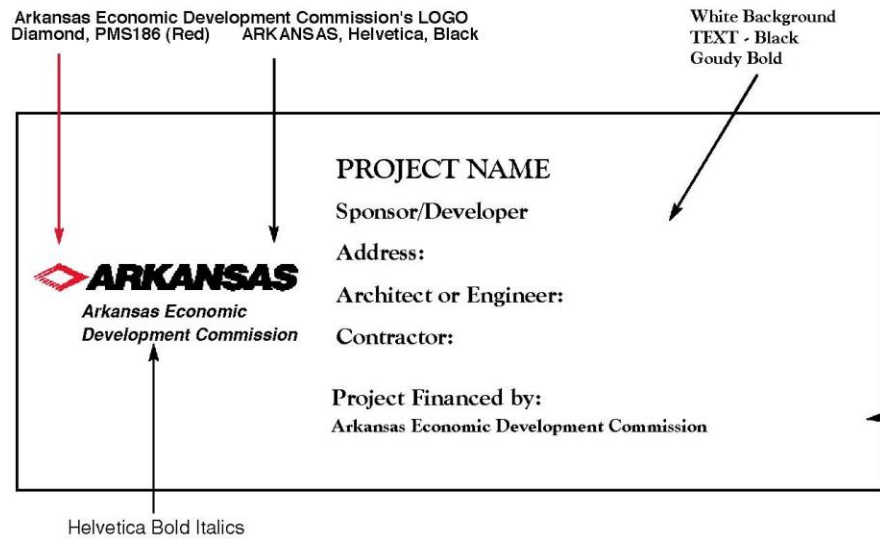 Arkansas Economic Development Commission's LOGO
Diamond, PMS186 (Red) ARKANSAS, Helvetica, Black
White Background
TEXT - Black
Goudy Bold
PROJECT NAME
Sponsor/Developer
Address:
Architect or Engineer:
Contractor:
ARKANSAS
Arkansas Economic
Development Commission
Project Financed by:
Arkansas Economic Development Commission
Helvetica Bold Italics